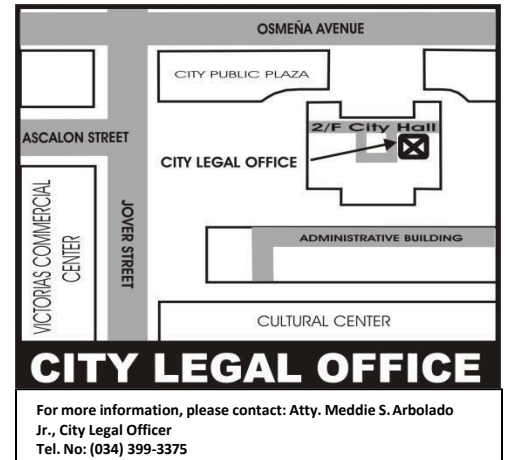 OSMEÑA AVENUE
CITY PUBLIC PLAZA
2/F City Hall
ASCALON STREET
CITY LEGAL OFFICE
VICTORIAS COMMERCIAL
CENTER
JOVER STREET
ADMINISTRATIVE BUILDING
CULTURAL CENTER
CITY LEGAL OFFICE
For more information, please contact: Atty. Meddie S. Arbolado
Jr., City Legal Officer
Tel. No: (034) 399-3375